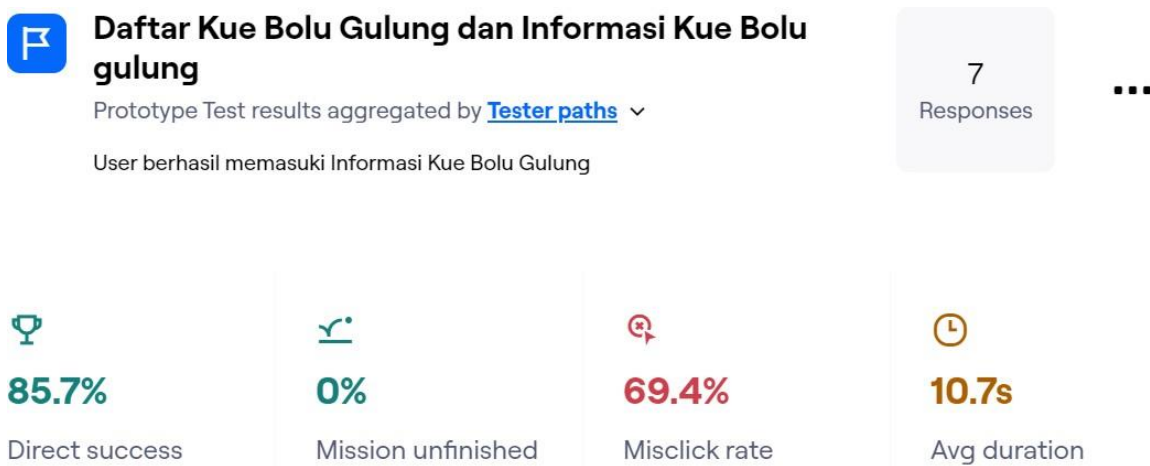 Daftar Kue Bolu Gulung dan Informasi Kue Bolu
gulung
Prototype Test results aggregated by Tester paths
User berhasil memasuki Informasi Kue Bolu Gulung
7
Responses
85.7%
Direct success
0%
Mission unfinished
69.4%
Misclick rate
10.7s
Avg duration